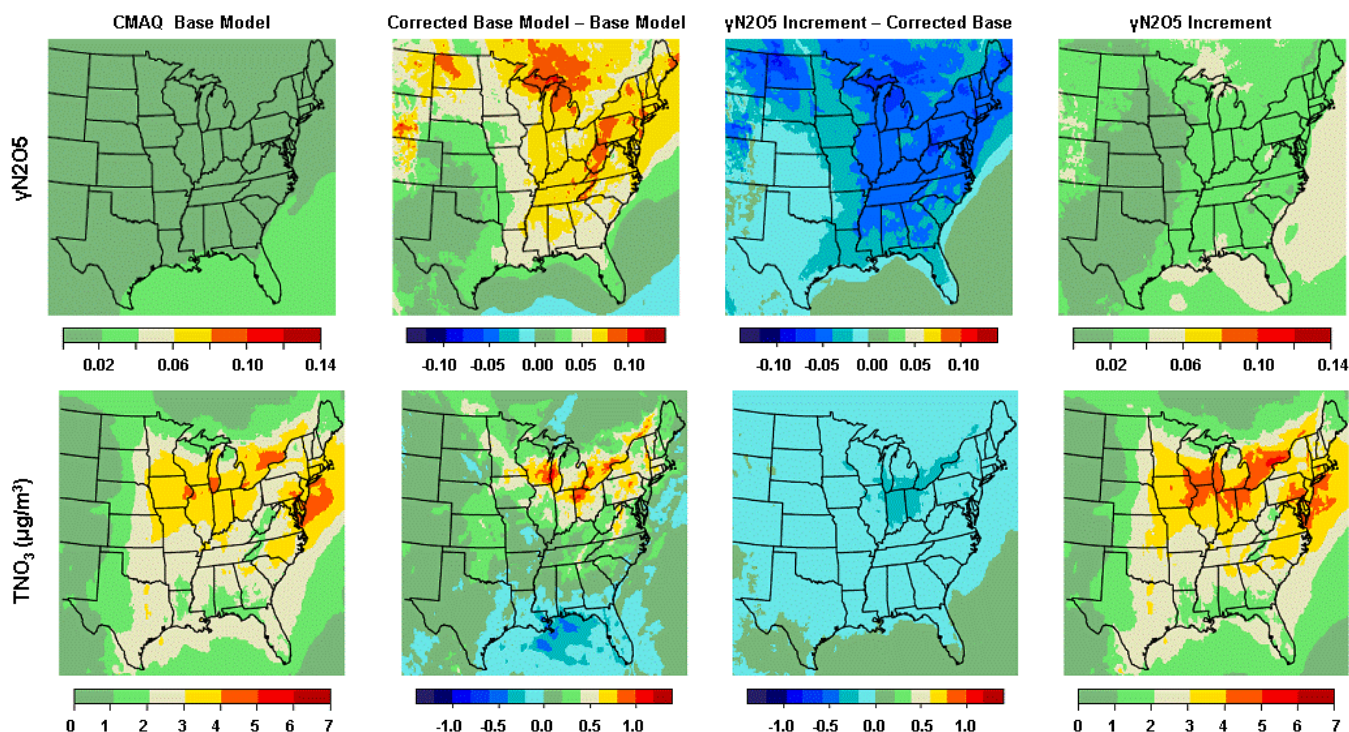 CMAQ Base Model
Corrected Base Model – Base Model
γN2O5 Increment – Corrected Base
γN2O5 Increment
γN2O5
0.02 0.06 0.10 0.14
-0.10 -0.05 0.00 0.05 0.10
-0.10 -0.05 0.00 0.05 0.10
0.02 0.06 0.10 0.14
TNO₃ (µg/m³)
0 1 2 3 4 5 6 7
-1.0 -0.5 0.0 0.5 1.0
-1.0 -0.5 0.0 0.5 1.0
0 1 2 3 4 5 6 7